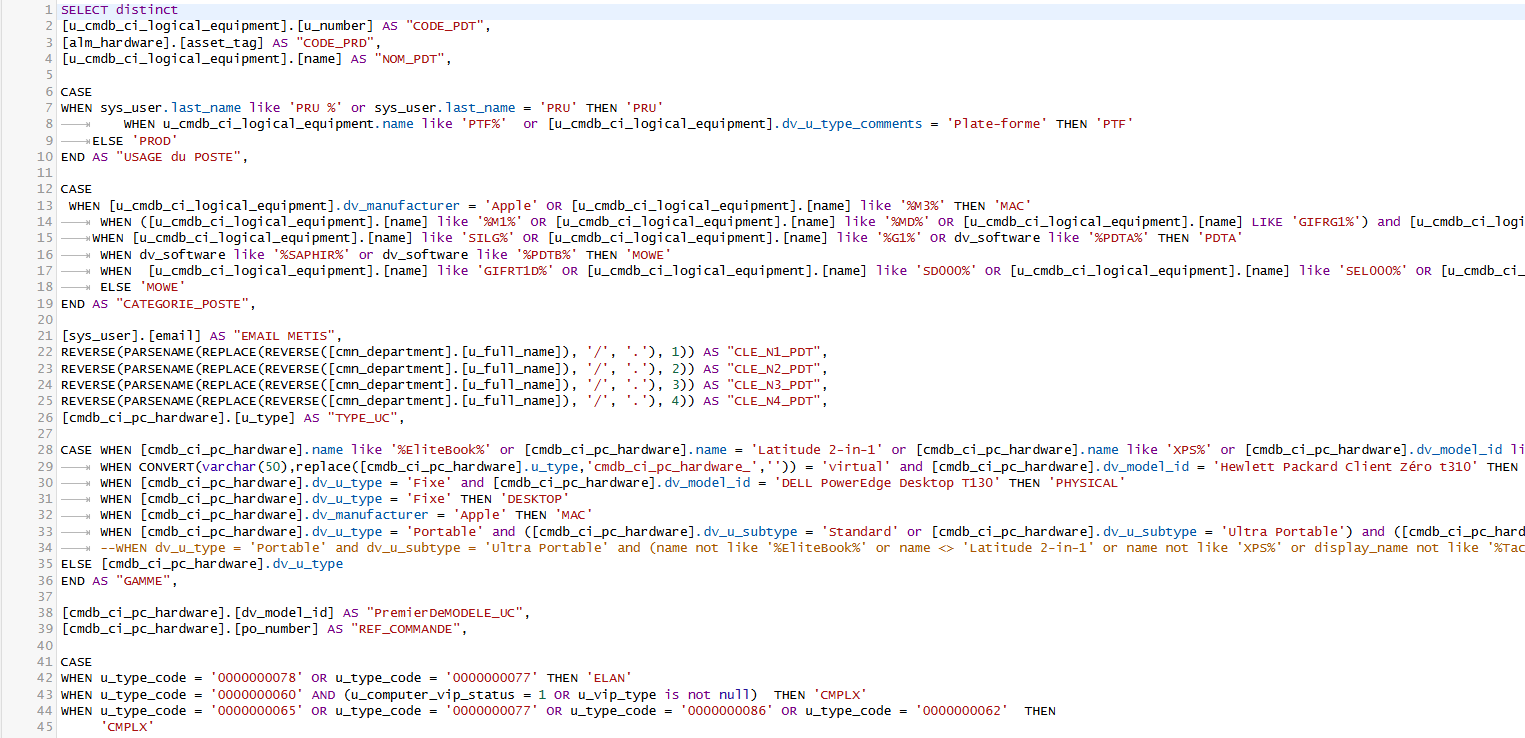 1 SELECT distinct
2 [u_cmdb_ci_logical_equipment].[u_number] AS "CODE_PDT",
3 [alm_hardware].[asset_tag] AS "CODE_PRD",
4 [u_cmdb_ci_logical_equipment].[name] AS "NOM_PDT",
5
6 CASE
7 WHEN sys_user.last_name like 'PRU %' or sys_user.last_name = 'PRU' THEN 'PRU'
8 WHEN u_cmdb_ci_logical_equipment.name like 'PTF%'  or [u_cmdb_ci_logical_equipment].dv_u_type_comments = 'Plate-forme' THEN 'PTF'
9 ELSE 'PROD'
10 END AS "USAGE du POSTE",
11
12 CASE
13 WHEN [u_cmdb_ci_logical_equipment].dv_manufacturer = 'Apple' OR [u_cmdb_ci_logical_equipment].[name] like '%M3%' THEN 'MAC'
14 WHEN ([u_cmdb_ci_logical_equipment].[name] like '%M1%' OR [u_cmdb_ci_logical_equipment].[name] like '%MD%' OR [u_cmdb_ci_logical_equipment].[name] LIKE 'GIFRG1%') and [u_cmdb_ci_logi
15 WHEN [u_cmdb_ci_logical_equipment].[name] like 'SILG%' OR [u_cmdb_ci_logical_equipment].[name] like '%G1%' OR dv_software like '%PDTA%' THEN 'PDTA'
16 WHEN dv_software like '%SAPHIR%' or dv_software like '%PDTB%' THEN 'MOWE'
17 WHEN  [u_cmdb_ci_logical_equipment].[name] like 'GIFRT1D%' OR [u_cmdb_ci_logical_equipment].[name] like 'SD000%' OR [u_cmdb_ci_logical_equipment].[name] like 'SEL000%' OR [u_cmdb_ci_
18 ELSE 'MOWE'
19 END AS "CATEGORIE_POSTE",
20
21 [sys_user].[email] AS "EMAIL METIS",
22 REVERSE(PARSENAME(REPLACE(REVERSE([cmn_department].[u_full_name]), '/', '.'), 1)) AS "CLE_N1_PDT",
23 REVERSE(PARSENAME(REPLACE(REVERSE([cmn_department].[u_full_name]), '/', '.'), 2)) AS "CLE_N2_PDT",
24 REVERSE(PARSENAME(REPLACE(REVERSE([cmn_department].[u_full_name]), '/', '.'), 3)) AS "CLE_N3_PDT",
25 REVERSE(PARSENAME(REPLACE(REVERSE([cmn_department].[u_full_name]), '/', '.'), 4)) AS "CLE_N4_PDT",
26 [cmdb_ci_pc_hardware].[u_type] AS "TYPE_UC",
27
28 CASE WHEN [cmdb_ci_pc_hardware].name like '%EliteBook%' or [cmdb_ci_pc_hardware].name = 'Latitude 2-in-1' or [cmdb_ci_pc_hardware].name like 'XPS%' or [cmdb_ci_pc_hardware].dv_model_id li
29 WHEN CONVERT(varchar(50),replace([cmdb_ci_pc_hardware].u_type,'cmdb_ci_pc_hardware_','')) = 'virtual' and [cmdb_ci_pc_hardware].dv_model_id = 'Hewlett Packard Client Zéro t310' THEN
30 WHEN [cmdb_ci_pc_hardware].dv_u_type = 'Fixe' and [cmdb_ci_pc_hardware].dv_model_id = 'DELL PowerEdge Desktop T130' THEN 'PHYSICAL'
31 WHEN [cmdb_ci_pc_hardware].dv_u_type = 'Fixe' THEN 'DESKTOP'
32 WHEN [cmdb_ci_pc_hardware].dv_manufacturer = 'Apple' THEN 'MAC'
33 WHEN [cmdb_ci_pc_hardware].dv_u_type = 'Portable' and ([cmdb_ci_pc_hardware].dv_u_subtype = 'Standard' or [cmdb_ci_pc_hardware].dv_u_subtype = 'Ultra Portable') and ([cmdb_ci_pc_hard
34 --WHEN dv_u_type = 'Portable' and dv_u_subtype = 'Ultra Portable' and (name not like '%EliteBook%' or name <> 'Latitude 2-in-1' or name not like 'XPS%' or display_name not like '%Tac
35 ELSE [cmdb_ci_pc_hardware].dv_u_type
36 END AS "GAMME",
37
38 [cmdb_ci_pc_hardware].[dv_model_id] AS "PremierDeMODELE_UC",
39 [cmdb_ci_pc_hardware].[po_number] AS "REF_COMMANDE",
40
41 CASE
42 WHEN u_type_code = '0000000078' OR u_type_code = '0000000077' THEN 'ELAN'
43 WHEN u_type_code = '0000000060' AND (u_computer_vip_status = 1 OR u_vip_type is not null)  THEN 'CMPLX'
44 WHEN u_type_code = '0000000065' OR u_type_code = '0000000077' OR u_type_code = '0000000086' OR u_type_code = '0000000062'  THEN
45 'CMPLX'